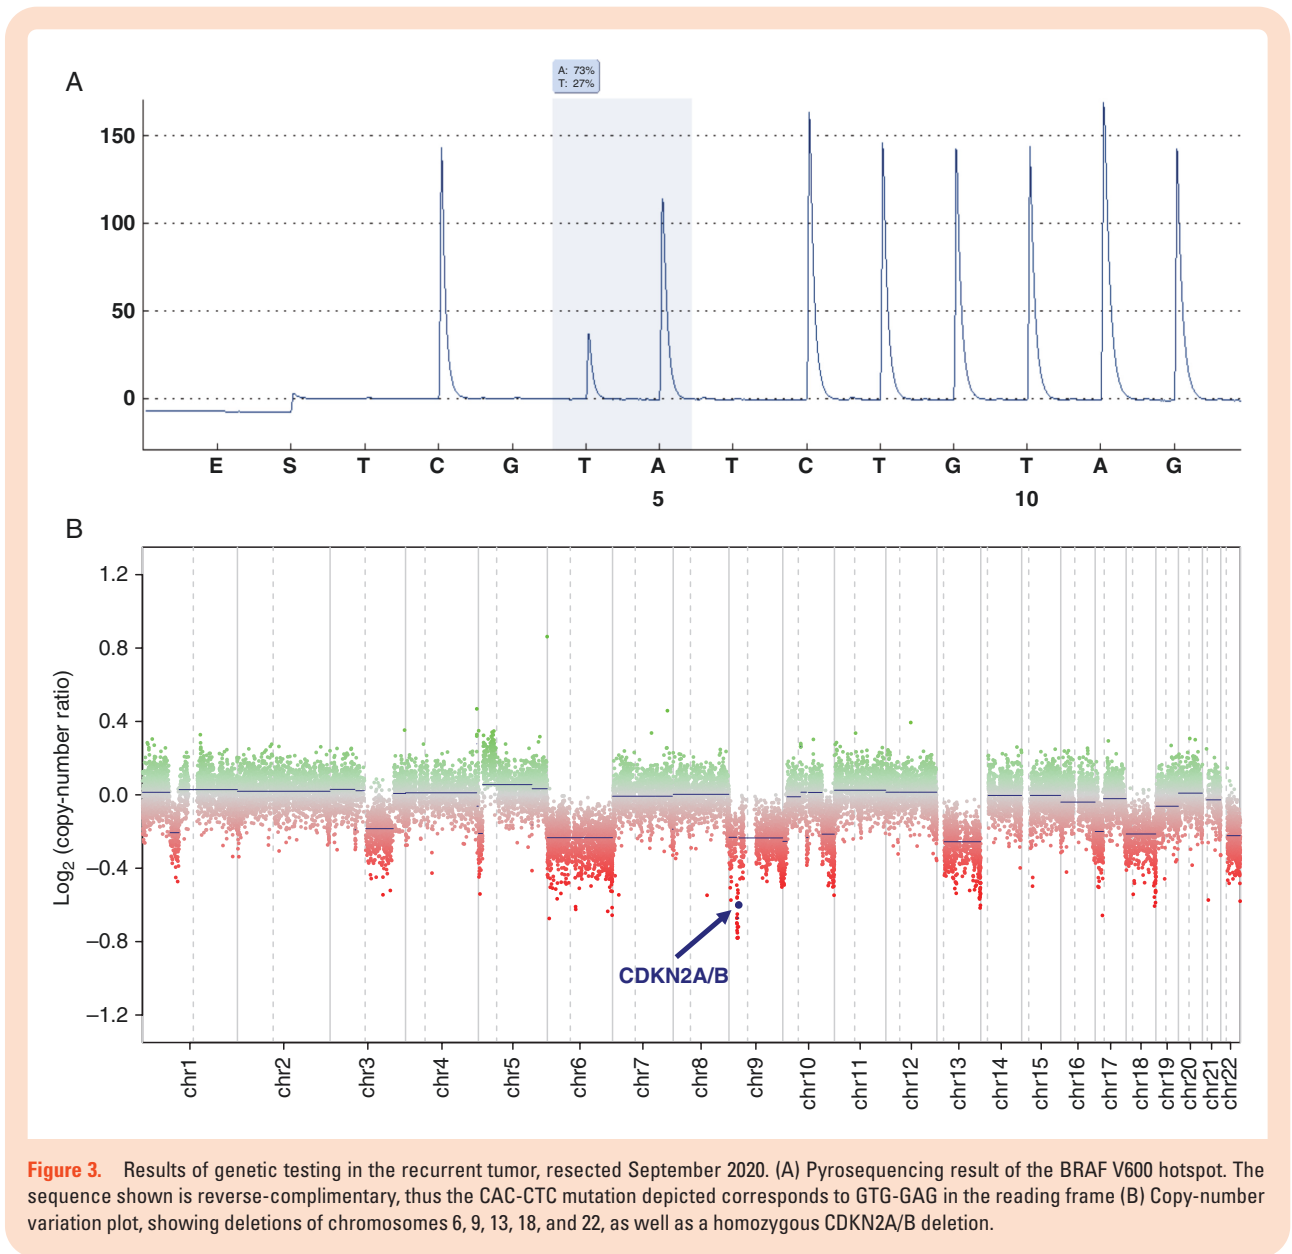 A
A: 73%
T: 27%
150
100
50
0
E S T C G T A T C T G T A G
5 10
B
1.2
0.8
0.4
0.0
−0.4
−0.8
−1.2
Log2 (copy-number ratio)
CDKN2A/B
chr1 chr2 chr3 chr4 chr5 chr6 chr7 chr8 chr9 chr10 chr11 chr12 chr13 chr14 chr15 chr16 chr17 chr18 chr19 chr20 chr21 chr22
Figure 3. Results of genetic testing in the recurrent tumor, resected September 2020. (A) Pyrosequencing result of the BRAF V600 hotspot. The
sequence shown is reverse-complimentary, thus the CAC-CTC mutation depicted corresponds to GTG-GAG in the reading frame (B) Copy-number
variation plot, showing deletions of chromosomes 6, 9, 13, 18, and 22, as well as a homozygous CDKN2A/B deletion.